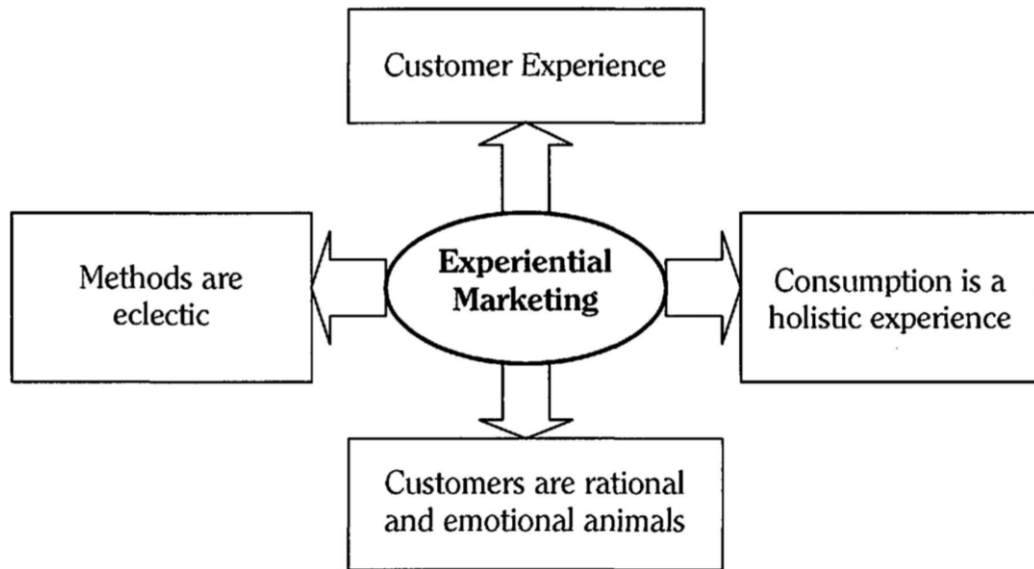 Customer Experience
Methods are
eclectic
Experiential
Marketing
Consumption is a
holistic experience
Customers are rational
and emotional animals